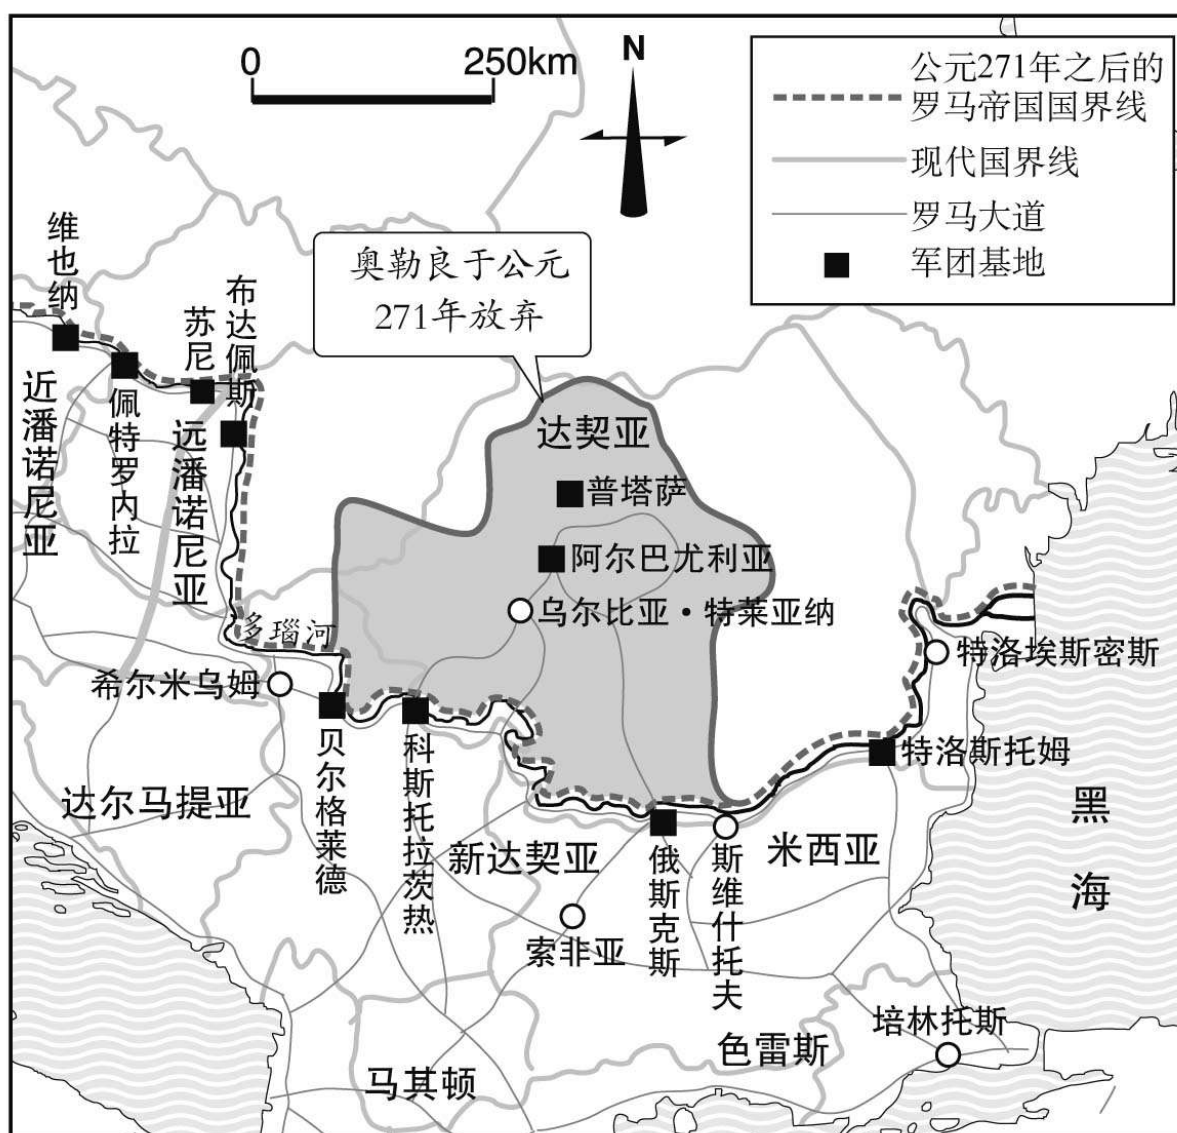 0
250km
N
公元271年之后的
罗马帝国国界线
现代国界线
罗马大道
军团基地
奥勒良于公元
271年放弃
维也纳
苏尼
布达佩斯
近潘诺尼亚
佩特罗内拉
远潘诺尼亚
达契亚
普塔萨
阿尔巴尤利亚
乌尔比亚·特莱亚纳
多瑙河
希尔米乌姆
特洛埃斯密斯
贝尔格莱德
科斯托拉茨热
特洛斯托姆
达尔马提亚
新达契亚
俄斯克斯
斯维什托夫
米西亚
黑海
索非亚
培林托斯
色雷斯
马其顿